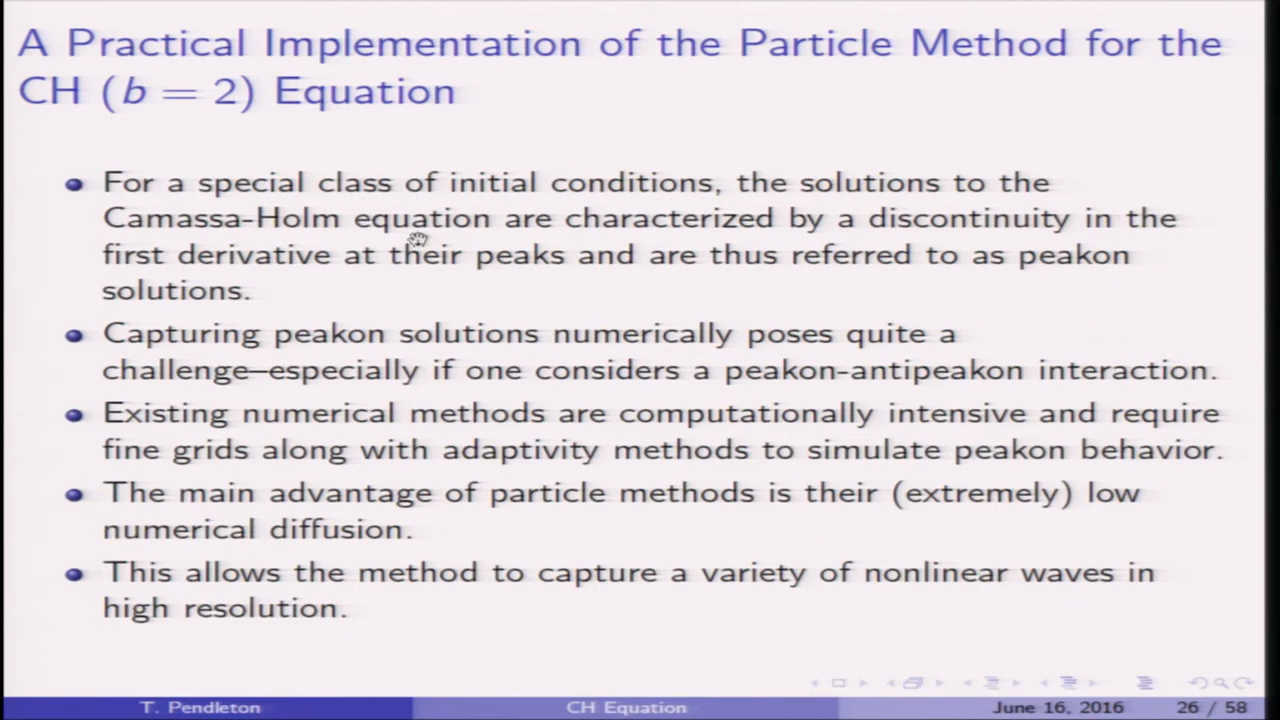 A Practical Implementation of the Particle Method for the
CH (b = 2) Equation
For a special class of initial conditions, the solutions to the
Camassa-Holm equation are characterized by a discontinuity in the
first derivative at their peaks and are thus referred to as peakon
solutions.
Capturing peakon solutions numerically poses quite a
challenge–especially if one considers a peakon-antipeakon interaction.
Existing numerical methods are computationally intensive and require
fine grids along with adaptivity methods to simulate peakon behavior.
The main advantage of particle methods is their (extremely) low
numerical diffusion.
This allows the method to capture a variety of nonlinear waves in
high resolution.
T. Pendleton CH Equation June 16, 2016 26 / 58